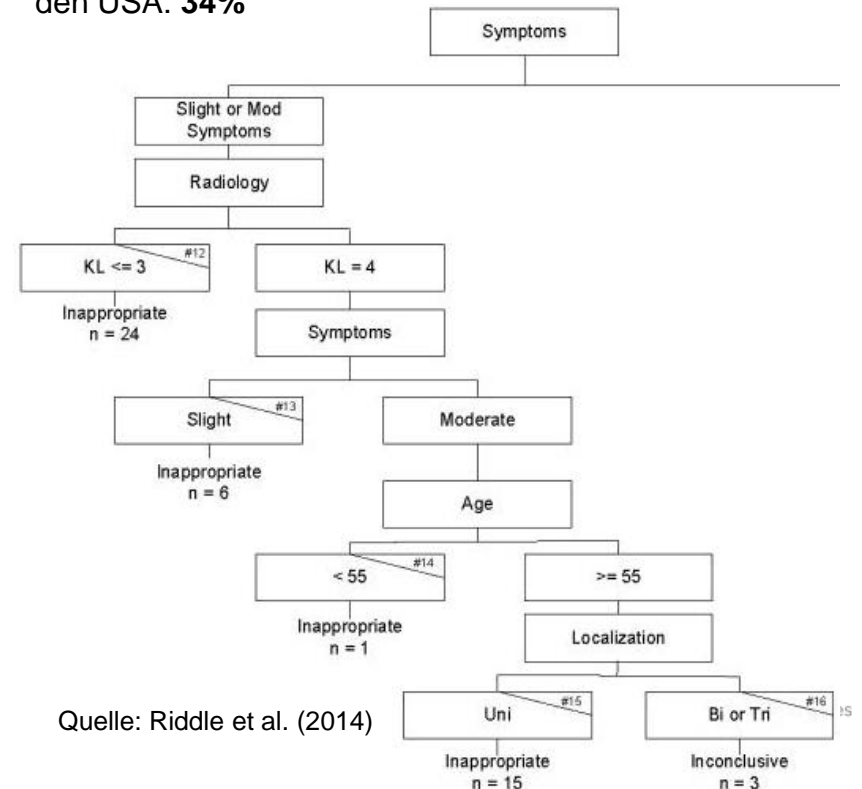 den USA: 34%
Symptoms
Slight or Mod
Symptoms
Radiology
#12
KL <= 3
KL = 4
Inappropriate
n = 24
Symptoms
#13
Slight
Moderate
Inappropriate
n = 6
Age
#14
< 55
>= 55
Inappropriate
n = 1
Localization
Quelle: Riddle et al. (2014)
#15
Uni
#16
Bi or Tri
Inappropriate
n = 15
Inconclusive
n = 3